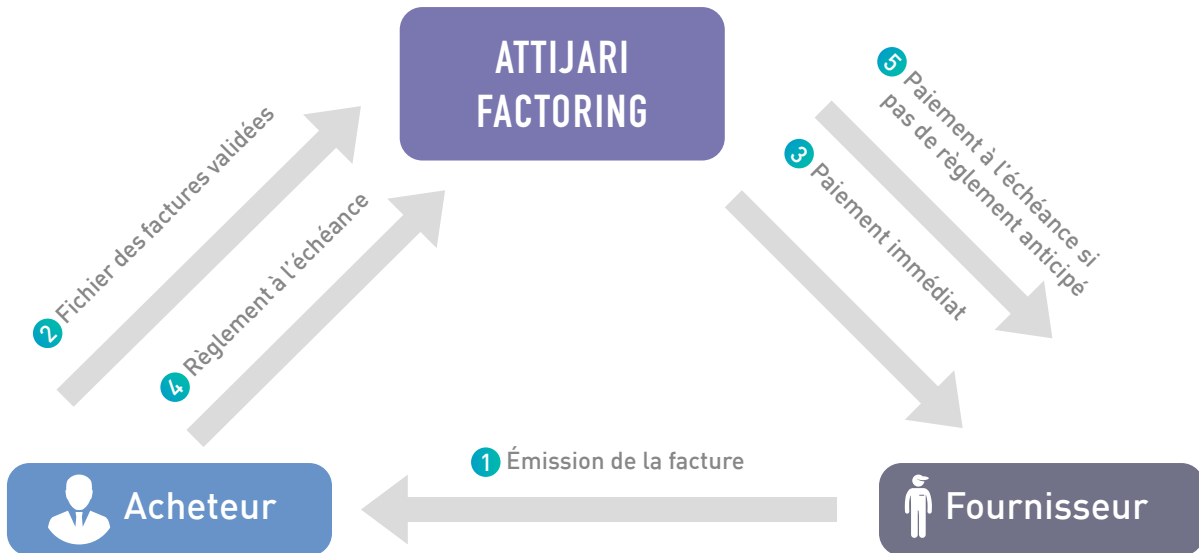 ATTIJARI
FACTORING
5 Paiement à l'échéance si
pas de règlement anticipé
3 Paiement immédiat
2 Fichier des factures validées
4 Règlement à l'échéance
1 Émission de la facture
Acheteur
Fournisseur